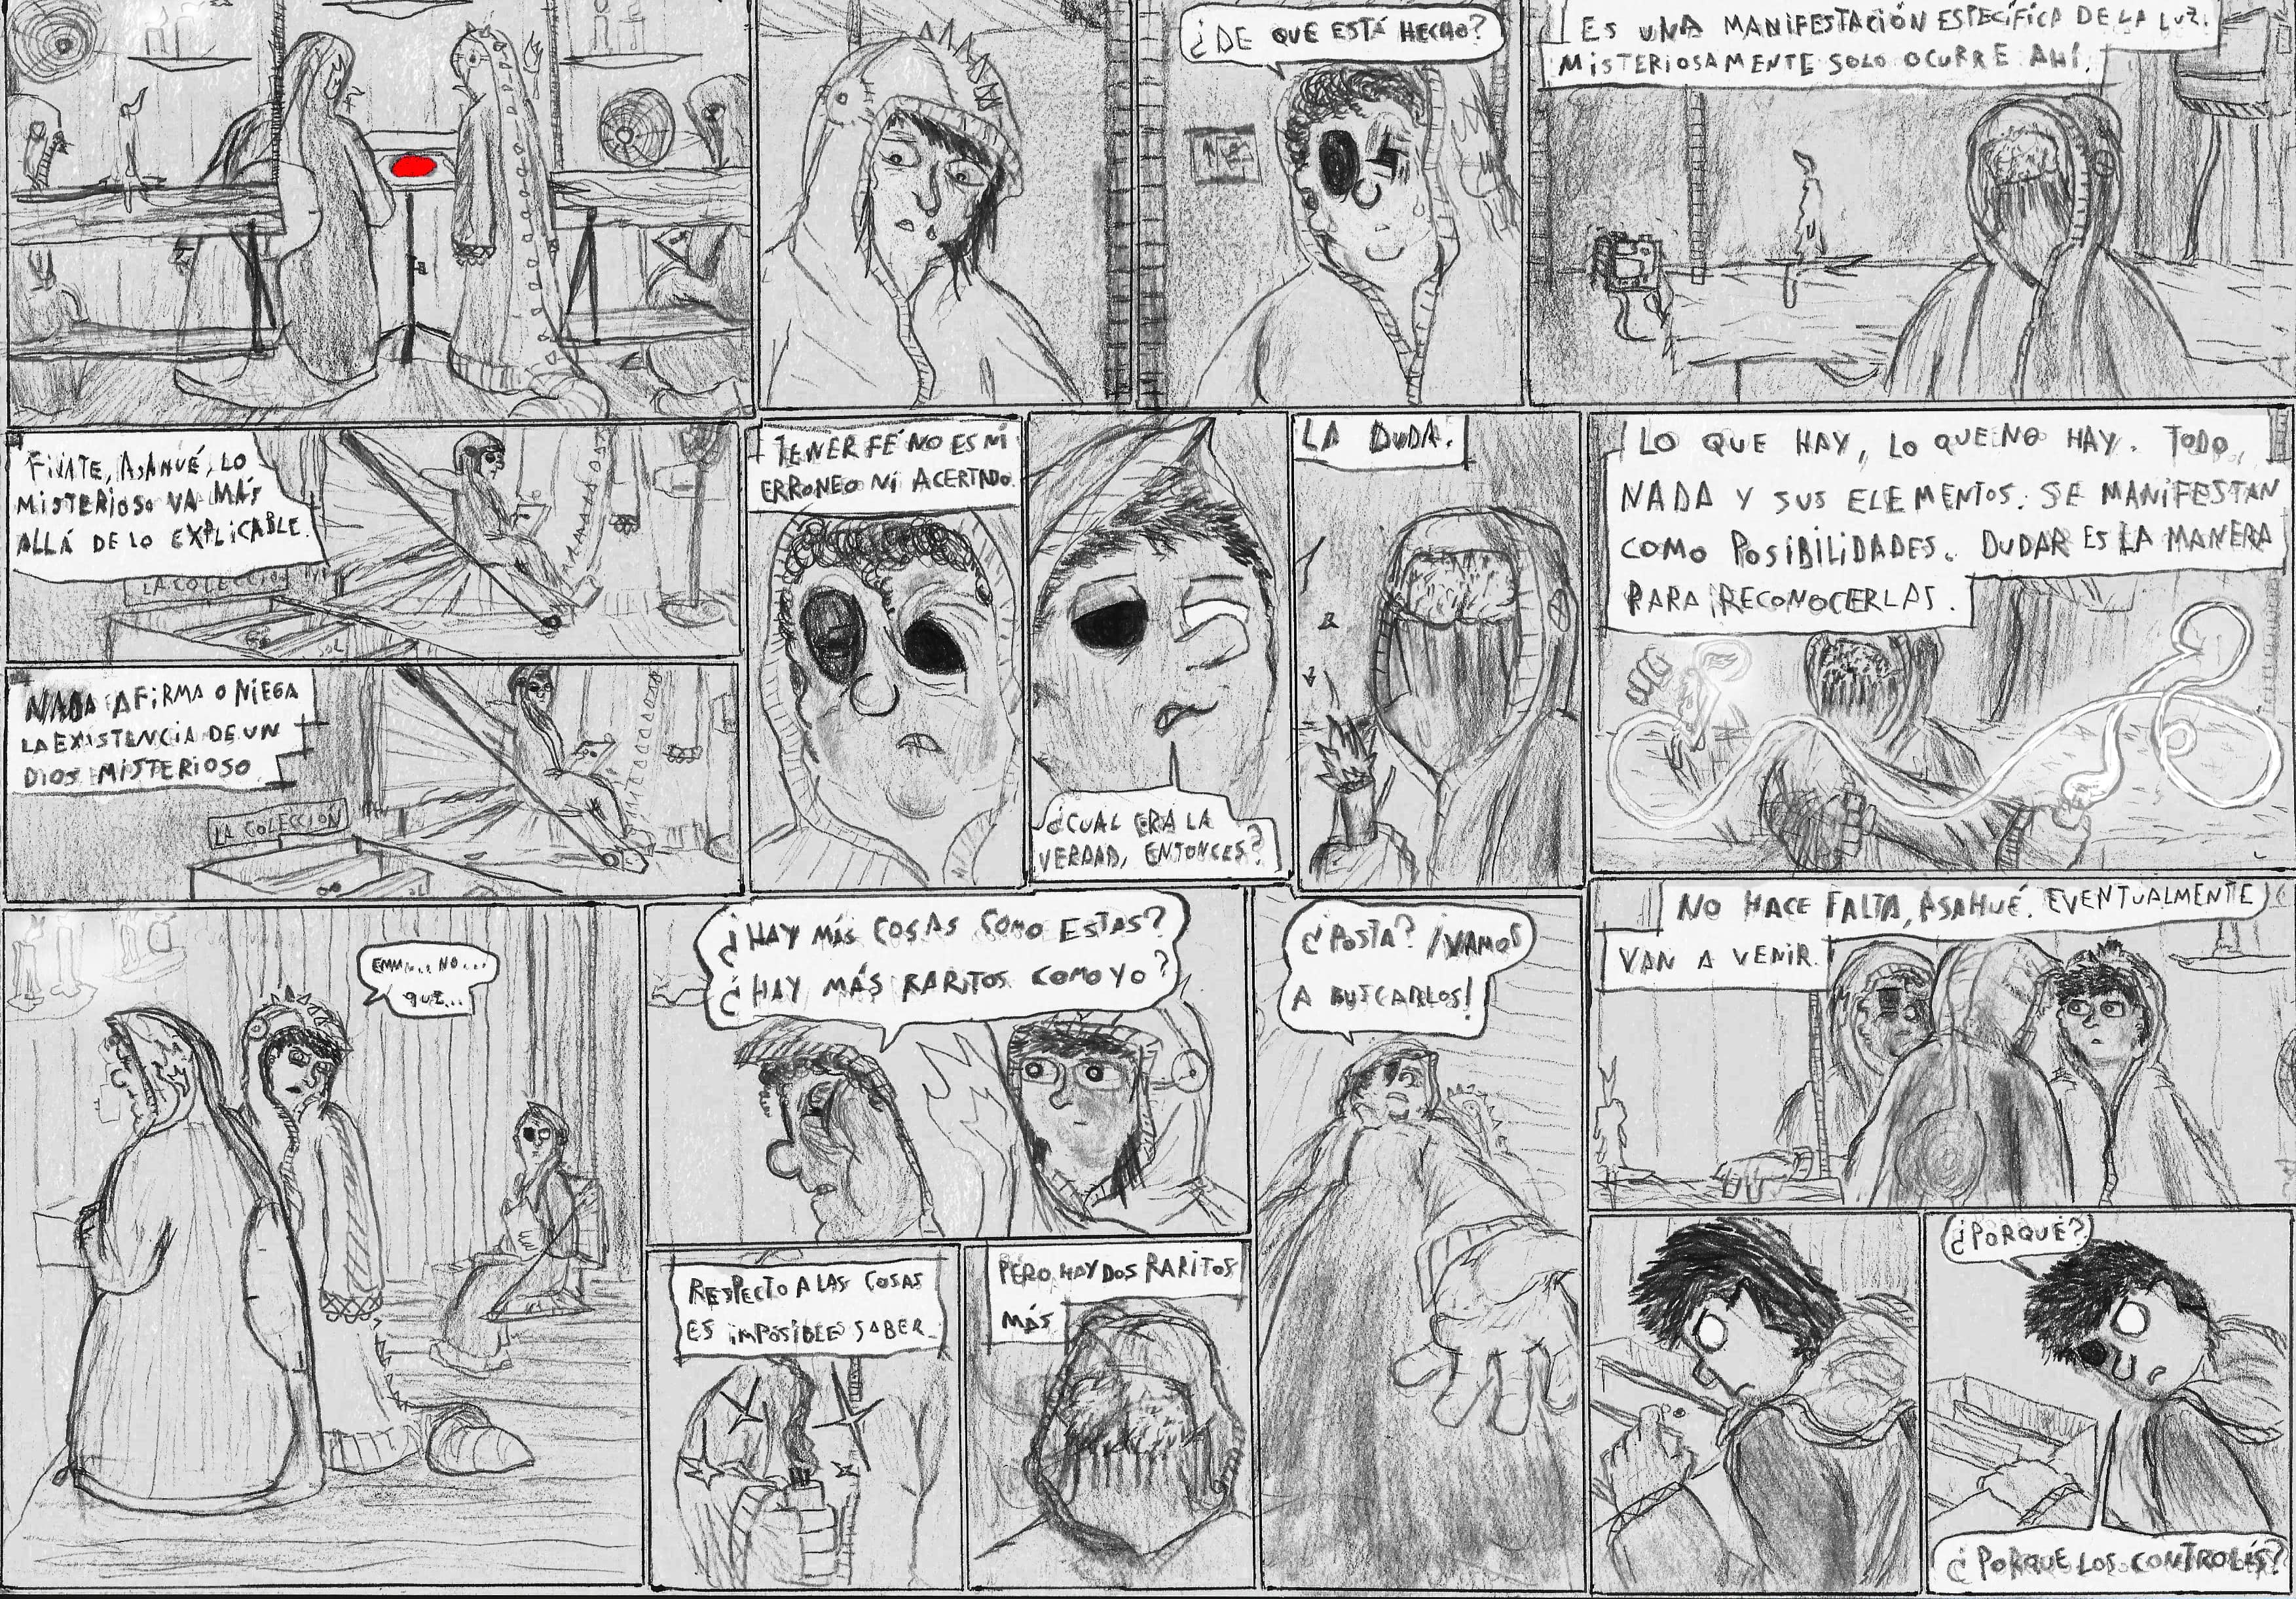 ¿DE QUE ESTÁ HECHO?
ES UNA MANIFESTACIÓN ESPECÍFICA DE LA LUZ.
MISTERIOSAMENTE SOLO OCURRE AHÍ.
FIJATE, ASAHUÉ, LO
MISTERIOSO VA MÁS
ALLÁ DE LO EXPLICABLE.
LA COLECCION
NADA AFIRMA O NIEGA
LA EXISTENCIA DE UN
DIOS MISTERIOSO.
LA COLECCION
TENER FÉ NO ES NI
ERRONEO NI ACERTADO.
¿CUAL ERA LA
VERDAD, ENTONCES?
LA DUDA.
LO QUE HAY, LO QUE NO HAY. TODO,
NADA Y SUS ELEMENTOS. SE MANIFESTAN
COMO POSIBILIDADES. DUDAR ES LA MANERA
PARA RECONOCERLAS.
EMM... NO...
QUE...
¿HAY MÁS COSAS COMO ESTAS?
¿HAY MÁS RARITOS COMO YO?
RESPECTO A LAS COSAS
ES IMPOSIBLE SABER.
PERO HAY DOS RARITOS
MÁS
¿POSTA? ¡VAMOS
A BUSCARLOS!
NO HACE FALTA, ASAHUÉ. EVENTUALMENTE
VAN A VENIR.
¿PORQUÉ?
¿PORQUE LOS CONTROLÁS?